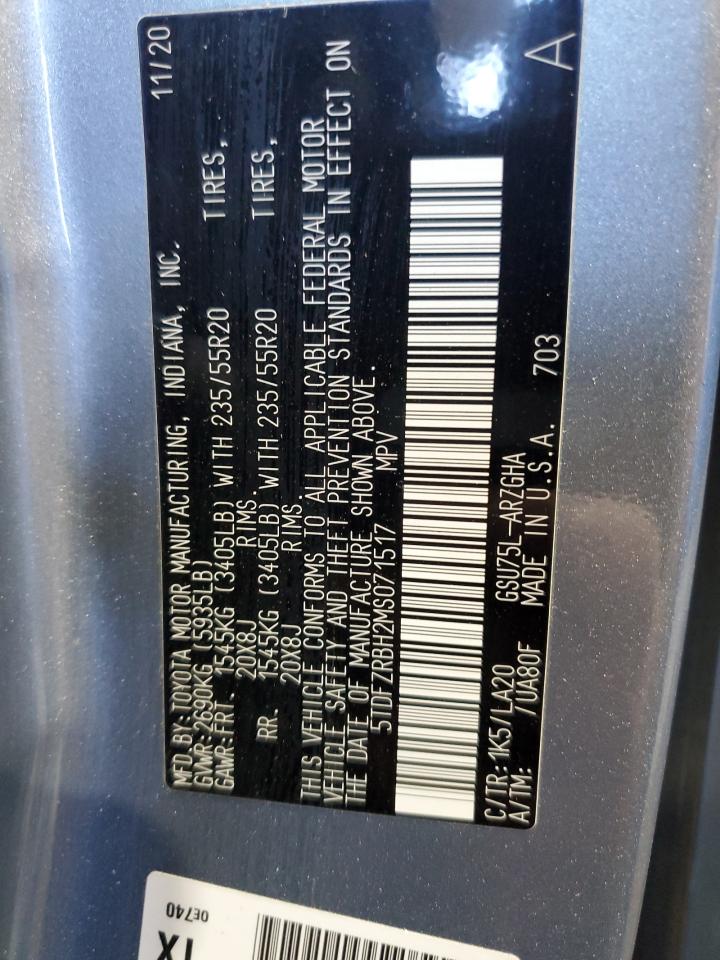 MFD BY: TOYOTA MOTOR MANUFACTURING, INDIANA, INC. 11/20
GVWR: 2690KG (5935LB)
GAWR: FRT. 1545KG (3405LB) WITH 235/55R20 TIRES,
20X8J RIMS.
RR. 1545KG (3405LB) WITH 235/55R20 TIRES,
20X8J RIMS.
THIS VEHICLE CONFORMS TO ALL APPLICABLE FEDERAL MOTOR
VEHICLE SAFETY AND THEFT PREVENTION STANDARDS IN EFFECT ON
THE DATE OF MANUFACTURE SHOWN ABOVE.
5TDFZRBH2MS071517 MPV
C/TR: 1K5/LA20 GSU75L-ARZGHA
A/TM: /UA80F MADE IN U.S.A. 703 A
0E740